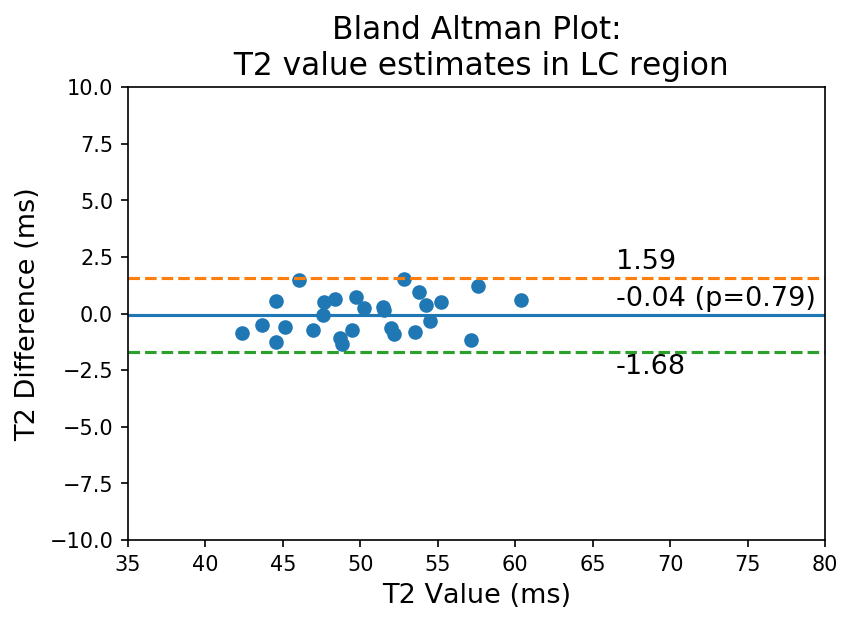 Bland Altman Plot:
T2 value estimates in LC region
10.0
7.5
5.0
2.5
0.0
−2.5
−5.0
−7.5
−10.0
T2 Difference (ms)
1.59
-0.04 (p=0.79)
-1.68
35 40 45 50 55 60 65 70 75 80
T2 Value (ms)